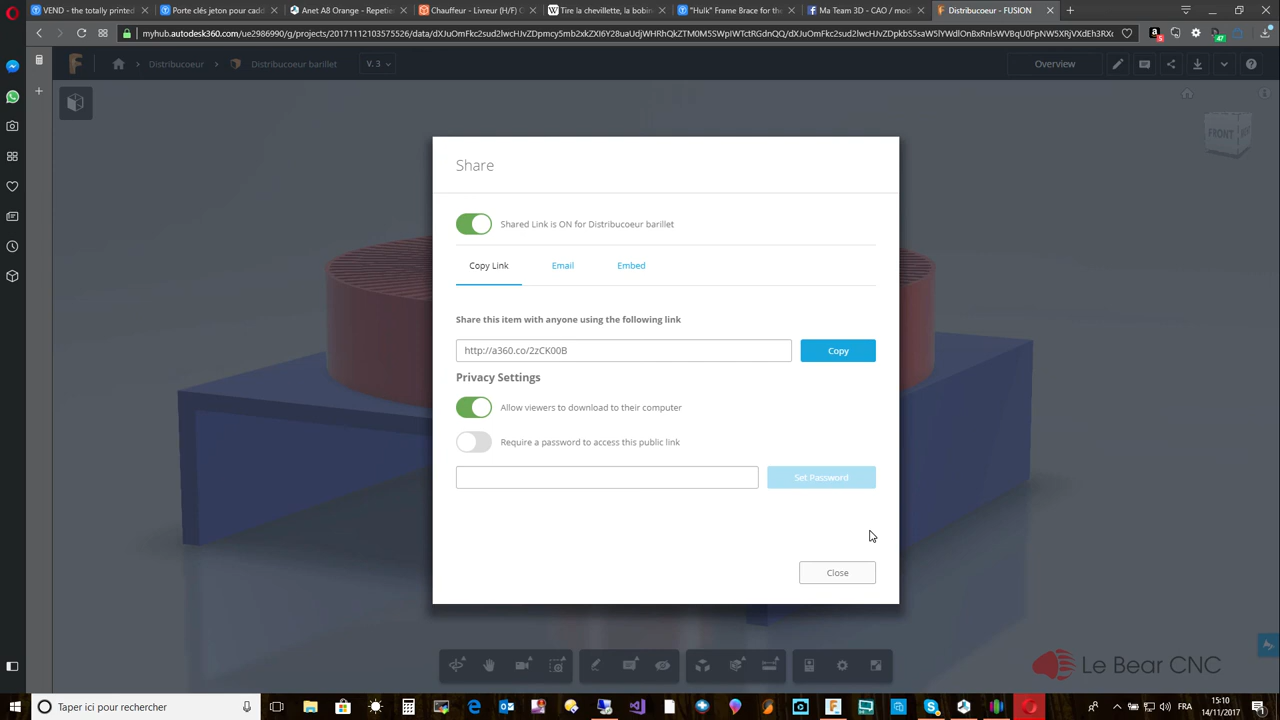 VEND - the totally printed
Porte clés jeton pour cadd
Anet A8 Orange - Repetie
Chauffeur - Livreur (H/F) C
Tire la chevillette, la bobin
"Hulk" Frame Brace for the
Ma Team 3D - CAO / mod
Distribucoeur - FUSION
Distribucoeur
Distribucoeur barillet
V. 3
Overview
FRONT
Share
Shared Link is ON for Distribucoeur barillet
Copy Link
Email
Embed
Share this item with anyone using the following link
http://a360.co/2zCK00B
Copy
Privacy Settings
Allow viewers to download to their computer
Require a password to access this public link
Set Password
Close
Le Bear CNC
Taper ici pour rechercher
FRA
15:10
14/11/2017